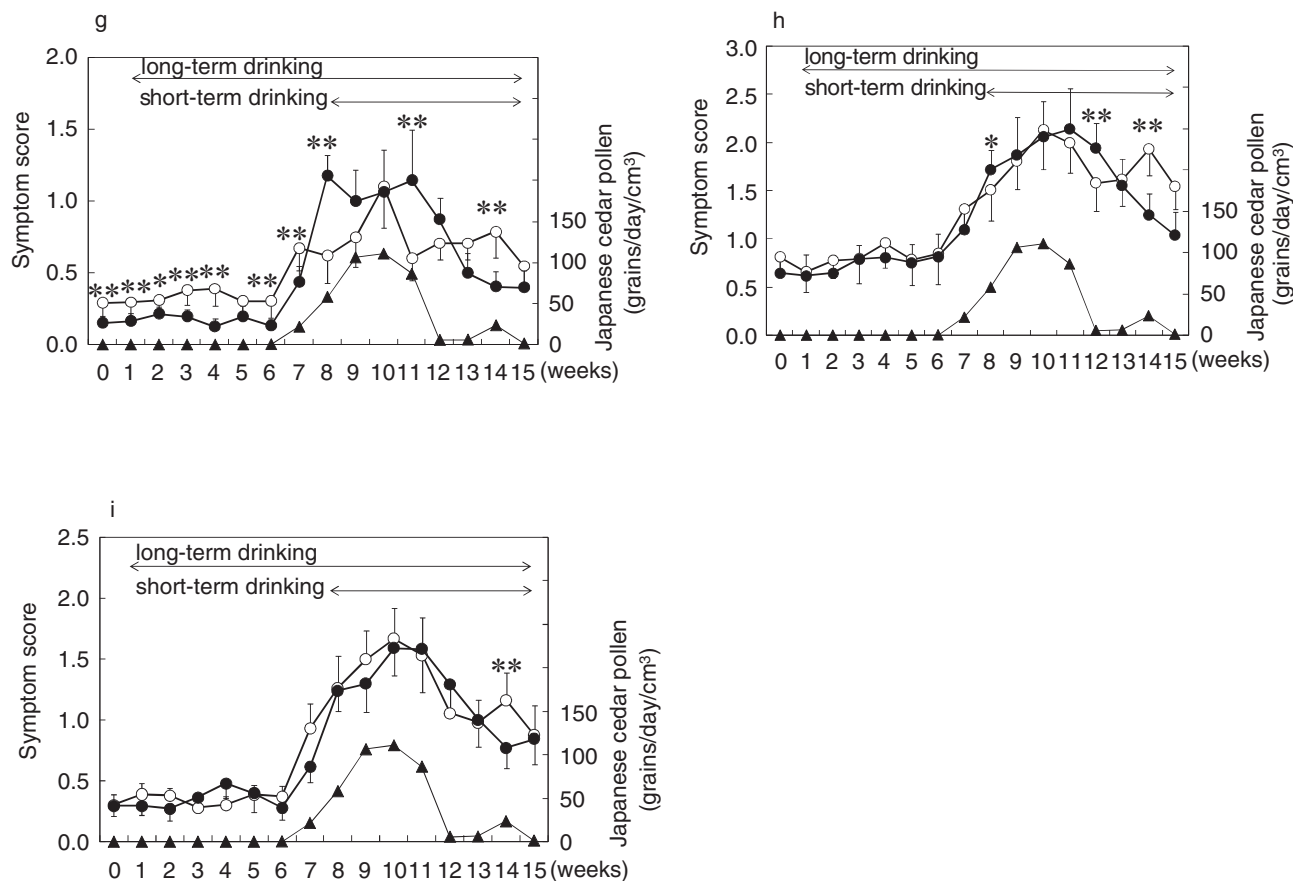 g
2.0
1.5
1.0
0.5
0.0
Symptom score
long-term drinking
short-term drinking
** ** ** ** ** ** ** ** ** **
150
100
50
0
Japanese cedar pollen
(grains/day/cm³)
0 1 2 3 4 5 6 7 8 9 10 11 12 13 14 15 (weeks)
h
3.0
2.5
2.0
1.5
1.0
0.5
0.0
Symptom score
long-term drinking
short-term drinking
* ** **
150
100
50
0
Japanese cedar pollen
(grains/day/cm³)
0 1 2 3 4 5 6 7 8 9 10 11 12 13 14 15 (weeks)
i
2.5
2.0
1.5
1.0
0.5
0.0
Symptom score
long-term drinking
short-term drinking
**
150
100
50
0
Japanese cedar pollen
(grains/day/cm³)
0 1 2 3 4 5 6 7 8 9 10 11 12 13 14 15 (weeks)